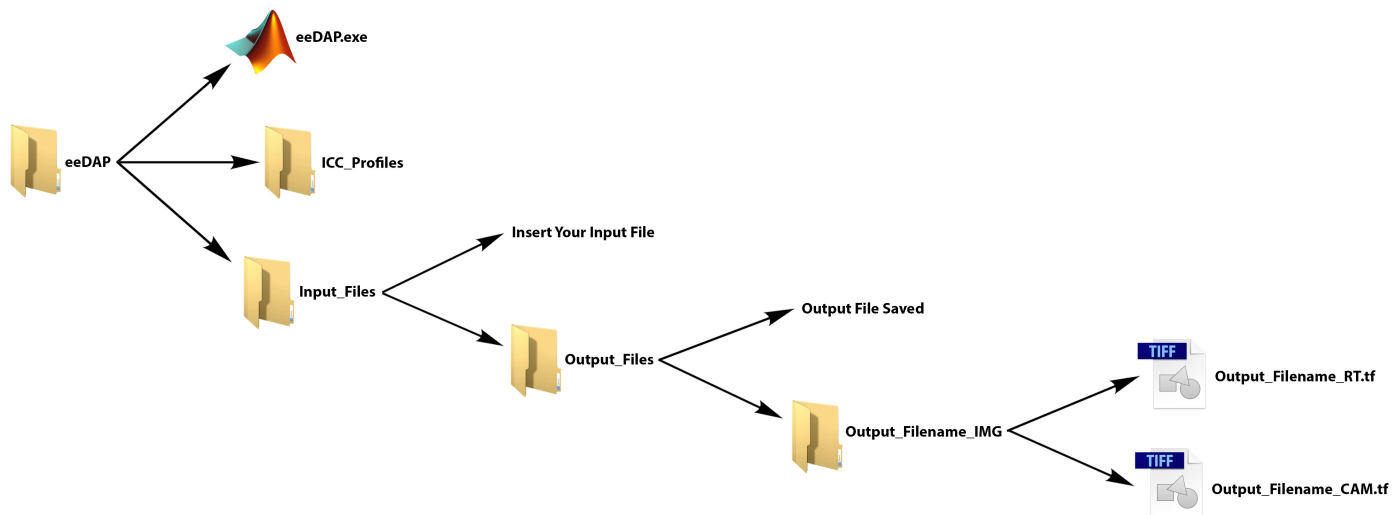 eeDAP.exe
eeDAP
ICC_Profiles
Insert Your Input File
Input_Files
Output File Saved
Output_Files
TIFF
Output_Filename_RT.tf
Output_Filename_IMG
TIFF
Output_Filename_CAM.tf